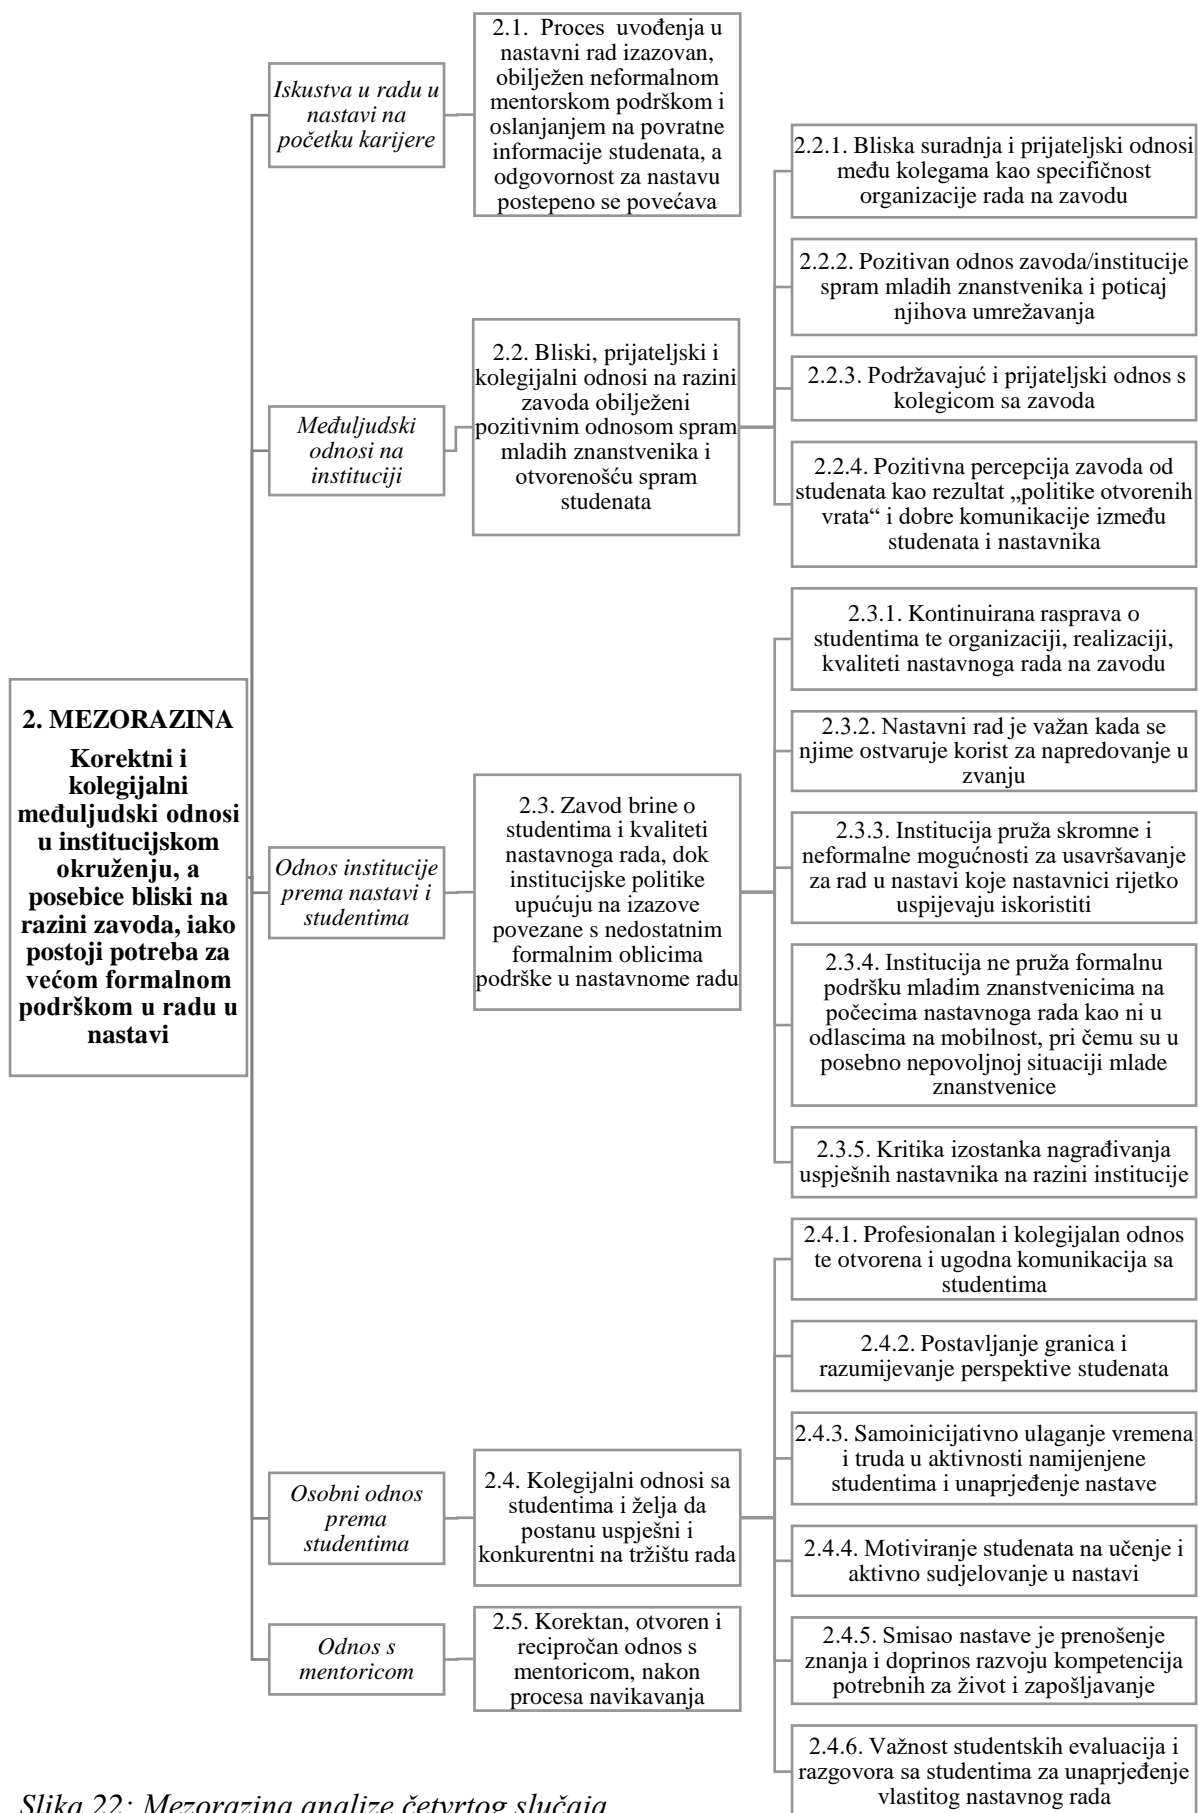 2. MEZORAZINA
Korektni i
kolegijalni
međuljudski odnosi
u institucijskom
okruženju, a
posebice bliski na
razini zavoda, iako
postoji potreba za
većom formalnom
podrškom u radu u
nastavi
Iskustva u radu u
nastavi na
početku karijere
2.1. Proces uvođenja u
nastavni rad izazovan,
obilježen neformalnom
mentorskom podrškom i
oslanjanjem na povratne
informacije studenata, a
odgovornost za nastavu
postepeno se povećava
Međuljudski
odnosi na
instituciji
2.2. Bliski, prijateljski i
kolegijalni odnosi na razini
zavoda obilježeni
pozitivnim odnosom spram
mladih znanstvenika i
otvorenošću spram
studenata
2.2.1. Bliska suradnja i prijateljski odnosi
među kolegama kao specifičnost
organizacije rada na zavodu
2.2.2. Pozitivan odnos zavoda/institucije
spram mladih znanstvenika i poticaj
njihova umrežavanja
2.2.3. Podržavajuć i prijateljski odnos s
kolegicom sa zavoda
2.2.4. Pozitivna percepcija zavoda od
studenata kao rezultat „politike otvorenih
vrata“ i dobre komunikacije između
studenata i nastavnika
Odnos institucije
prema nastavi i
studentima
2.3. Zavod brine o
studentima i kvaliteti
nastavnoga rada, dok
institucijske politike
upućuju na izazove
povezane s nedostatnim
formalnim oblicima
podrške u nastavnome radu
2.3.1. Kontinuirana rasprava o
studentima te organizaciji, realizaciji,
kvaliteti nastavnoga rada na zavodu
2.3.2. Nastavni rad je važan kada se
njime ostvaruje korist za napredovanje u
zvanju
2.3.3. Institucija pruža skromne i
neformalne mogućnosti za usavršavanje
za rad u nastavi koje nastavnici rijetko
uspijevaju iskoristiti
2.3.4. Institucija ne pruža formalnu
podršku mladim znanstvenicima na
počecima nastavnoga rada kao ni u
odlascima na mobilnost, pri čemu su u
posebno nepovoljnoj situaciji mlade
znanstvenice
2.3.5. Kritika izostanka nagrađivanja
uspješnih nastavnika na razini institucije
Osobni odnos
prema
studentima
2.4. Kolegijalni odnosi sa
studentima i želja da
postanu uspješni i
konkurentni na tržištu rada
2.4.1. Profesionalan i kolegijalan odnos
te otvorena i ugodna komunikacija sa
studentima
2.4.2. Postavljanje granica i
razumijevanje perspektive studenata
2.4.3. Samoinicijativno ulaganje vremena
i truda u aktivnosti namijenjene
studentima i unaprjeđenje nastave
2.4.4. Motiviranje studenata na učenje i
aktivno sudjelovanje u nastavi
2.4.5. Smisao nastave je prenošenje
znanja i doprinos razvoju kompetencija
potrebnih za život i zapošljavanje
2.4.6. Važnost studentskih evaluacija i
razgovora sa studentima za unaprjeđenje
vlastitog nastavnog rada
Odnos s
mentoricom
2.5. Korektan, otvoren i
recipročan odnos s
mentoricom, nakon
procesa navikavanja
Slika 22: Mezorazina analize četvrtog slučaja